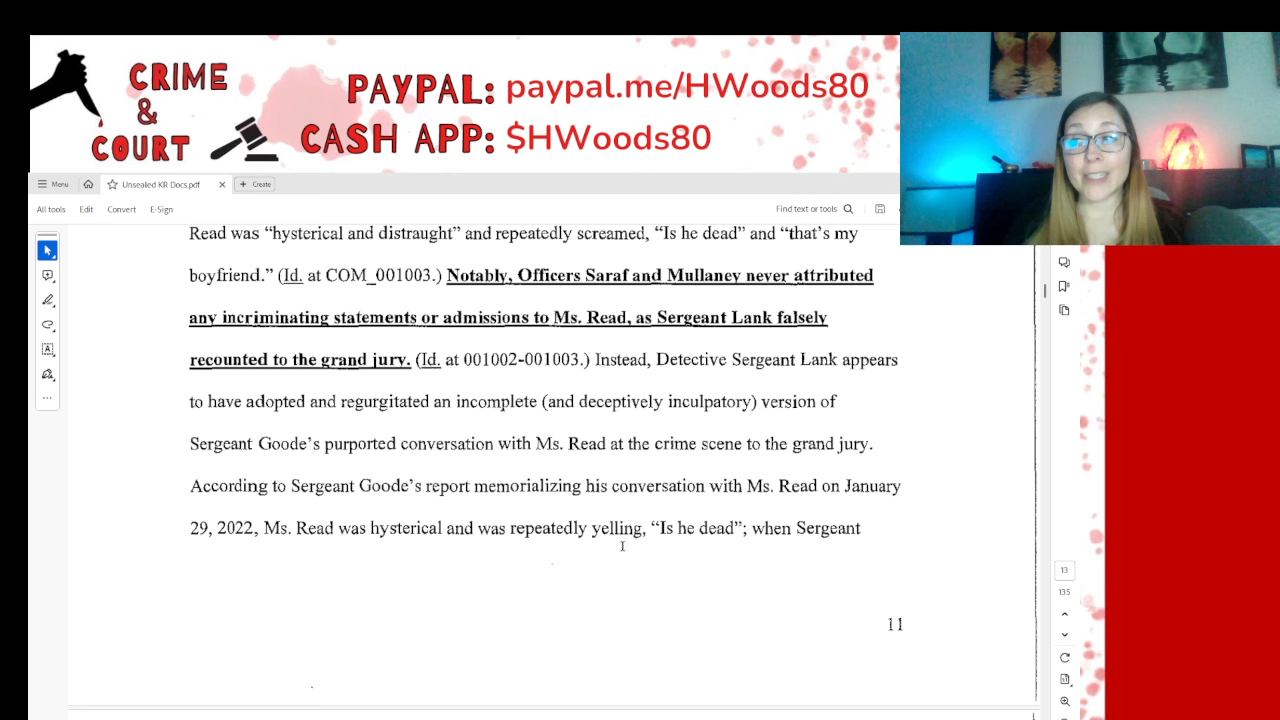 CRIME
&
COURT
PAYPAL: paypal.me/HWoods80
CASH APP: $HWoods80
Menu
Unsealed KR Docs.pdf
Create
All tools
Edit
Convert
E-Sign
Find text or tools
Read was “hysterical and distraught” and repeatedly screamed, “Is he dead” and “that’s my
boyfriend.” (Id. at COM_001003.) Notably, Officers Saraf and Mullaney never attributed
any incriminating statements or admissions to Ms. Read, as Sergeant Lank falsely
recounted to the grand jury. (Id. at 001002-001003.) Instead, Detective Sergeant Lank appears
to have adopted and regurgitated an incomplete (and deceptively inculpatory) version of
Sergeant Goode’s purported conversation with Ms. Read at the crime scene to the grand jury.
According to Sergeant Goode’s report memorializing his conversation with Ms. Read on January
29, 2022, Ms. Read was hysterical and was repeatedly yelling, “Is he dead”; when Sergeant
11
13
135